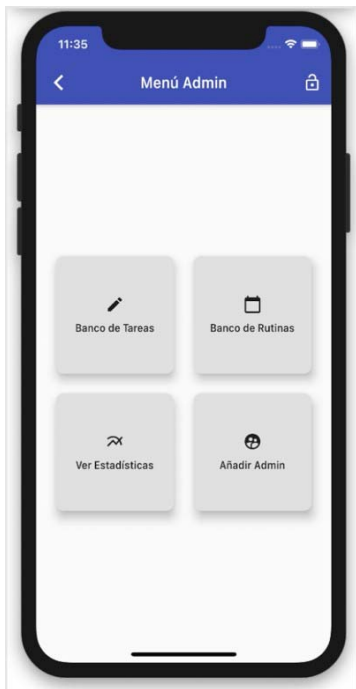 11:35
Menú Admin
Banco de Tareas
Banco de Rutinas
Ver Estadísticas
Añadir Admin